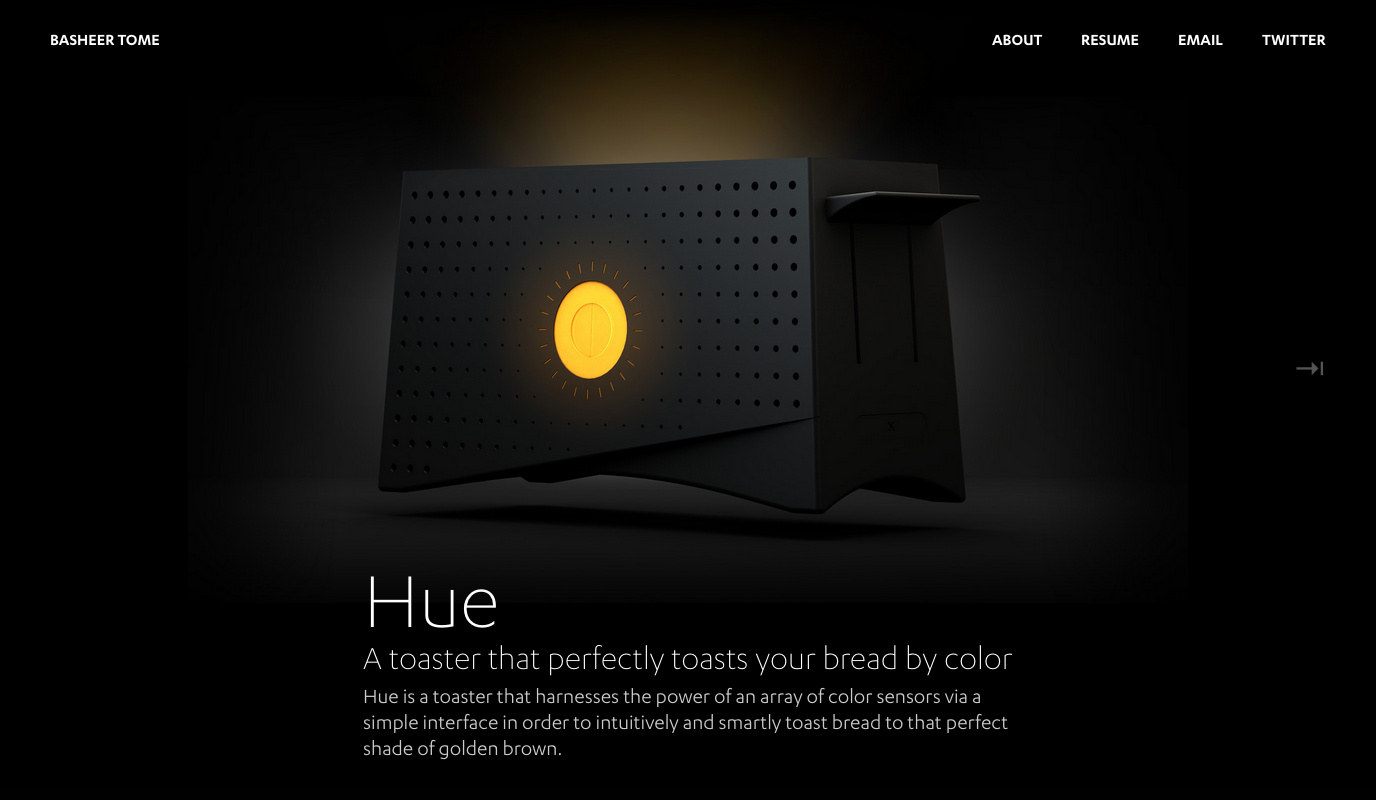 BASHEER TOME
ABOUT RESUME EMAIL TWITTER
Hue
A toaster that perfectly toasts your bread by color
Hue is a toaster that harnesses the power of an array of color sensors via a
simple interface in order to intuitively and smartly toast bread to that perfect
shade of golden brown.